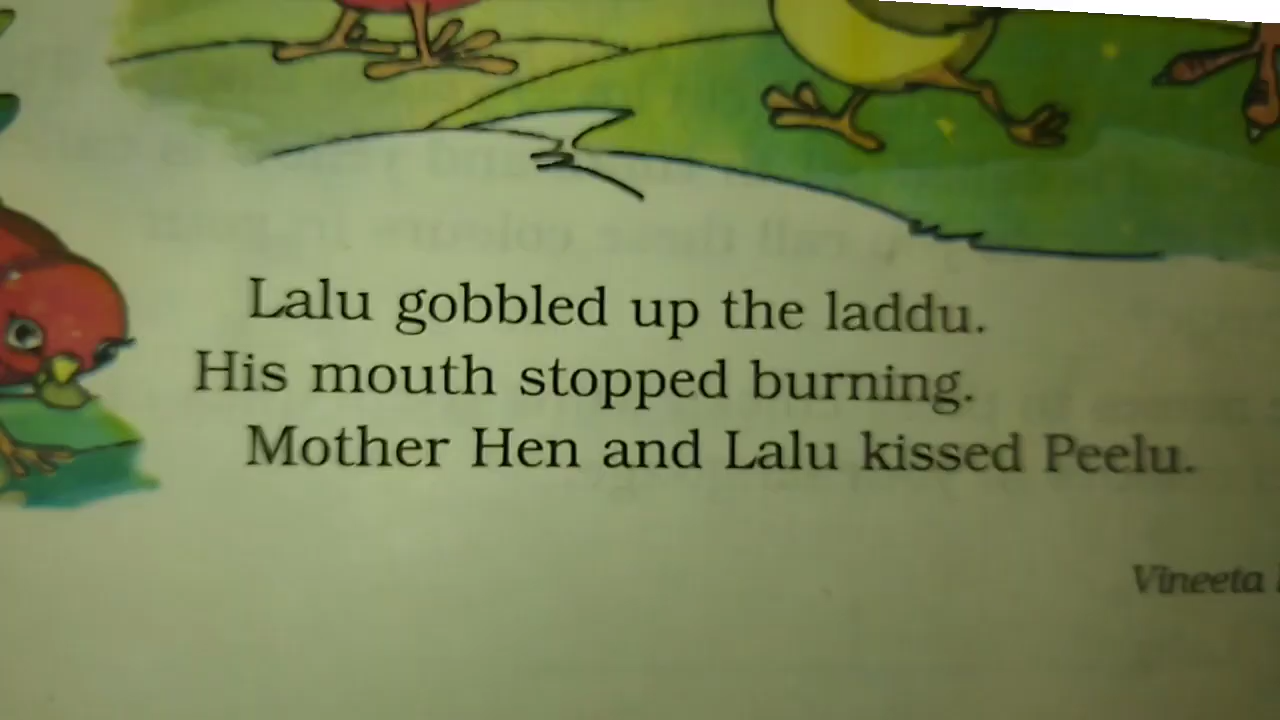 Lalu gobbled up the laddu.
His mouth stopped burning.
Mother Hen and Lalu kissed Peelu.
Vineeta